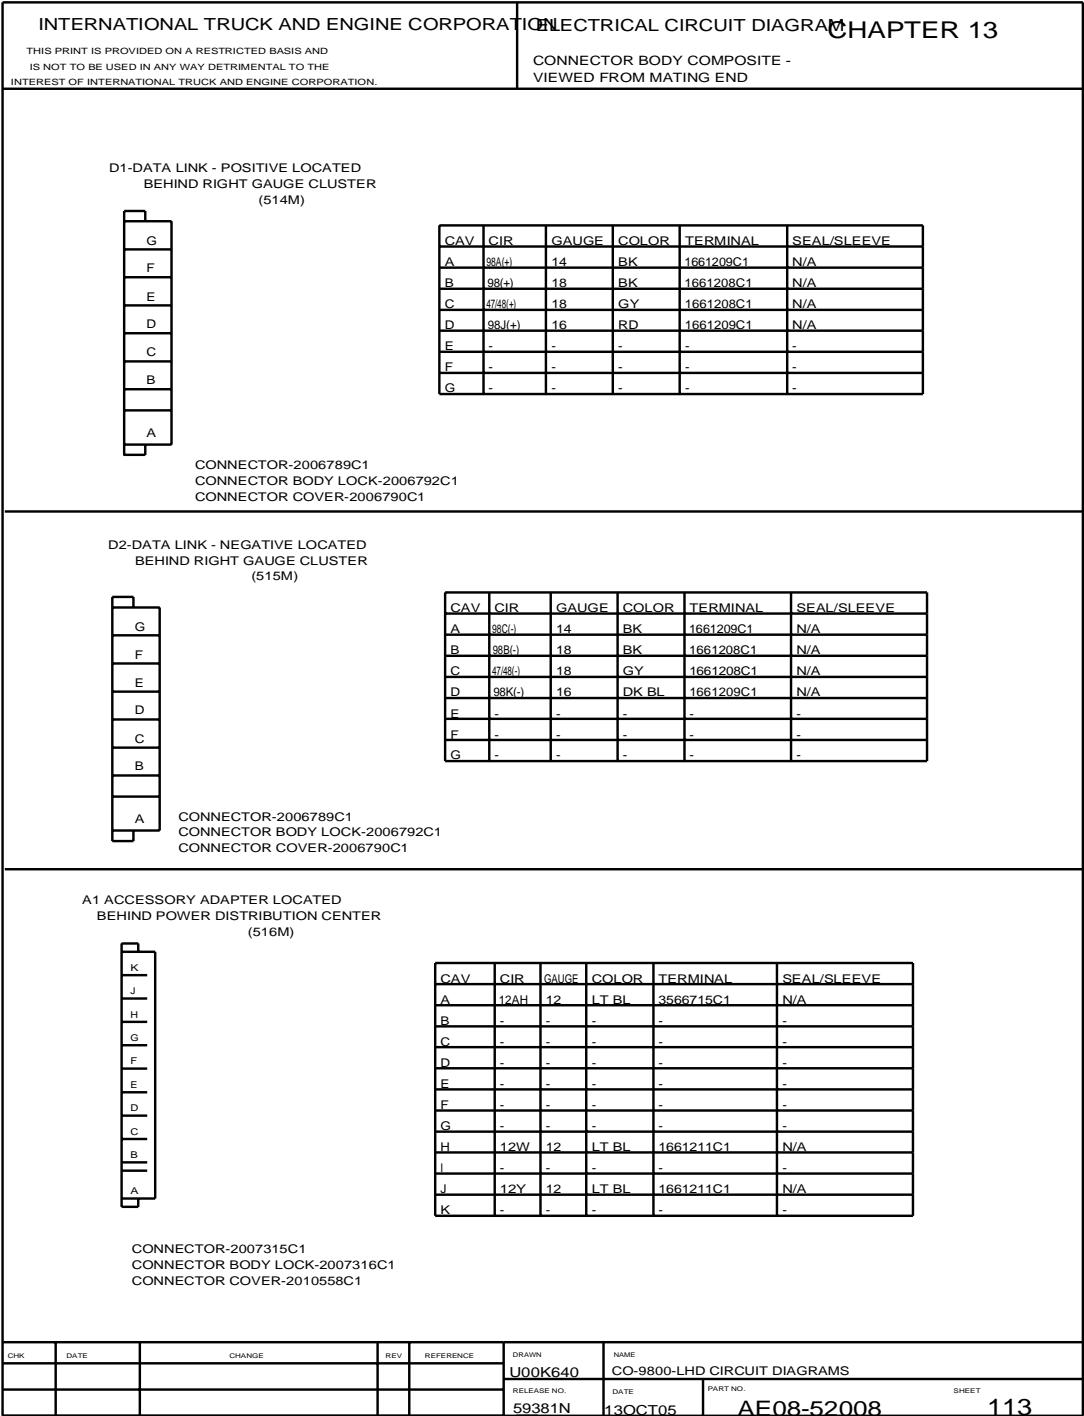 INTERNATIONAL TRUCK AND ENGINE CORPORATION
THIS PRINT IS PROVIDED ON A RESTRICTED BASIS AND
IS NOT TO BE USED IN ANY WAY DETRIMENTAL TO THE
INTEREST OF INTERNATIONAL TRUCK AND ENGINE CORPORATION.
ELECTRICAL CIRCUIT DIAGRAM
CHAPTER 13
CONNECTOR BODY COMPOSITE -
VIEWED FROM MATING END
D1-DATA LINK - POSITIVE LOCATED
BEHIND RIGHT GAUGE CLUSTER
(514M)
G
F
E
D
C
B
A
CAV CIR GAUGE COLOR TERMINAL SEAL/SLEEVE
A 98A(+) 14 BK 1661209C1 N/A
B 98(+) 18 BK 1661208C1 N/A
C 47/48(+) 18 GY 1661208C1 N/A
D 98J(+) 16 RD 1661209C1 N/A
E - - - - -
F - - - - -
G - - - - -
CONNECTOR-2006789C1
CONNECTOR BODY LOCK-2006792C1
CONNECTOR COVER-2006790C1
D2-DATA LINK - NEGATIVE LOCATED
BEHIND RIGHT GAUGE CLUSTER
(515M)
G
F
E
D
C
B
A
CAV CIR GAUGE COLOR TERMINAL SEAL/SLEEVE
A 98C(-) 14 BK 1661209C1 N/A
B 98B(-) 18 BK 1661208C1 N/A
C 47/48(-) 18 GY 1661208C1 N/A
D 98K(-) 16 DK BL 1661209C1 N/A
E - - - - -
F - - - - -
G - - - - -
CONNECTOR-2006789C1
CONNECTOR BODY LOCK-2006792C1
CONNECTOR COVER-2006790C1
A1 ACCESSORY ADAPTER LOCATED
BEHIND POWER DISTRIBUTION CENTER
(516M)
K
J
H
G
F
E
D
C
B
A
CAV CIR GAUGE COLOR TERMINAL SEAL/SLEEVE
A 12AH 12 LT BL 3566715C1 N/A
B - - - - -
C - - - - -
D - - - - -
E - - - - -
F - - - - -
G - - - - -
H 12W 12 LT BL 1661211C1 N/A
I - - - - -
J 12Y 12 LT BL 1661211C1 N/A
K - - - - -
CONNECTOR-2007315C1
CONNECTOR BODY LOCK-2007316C1
CONNECTOR COVER-2010558C1
CHK DATE CHANGE REV REFERENCE
DRAWN
U00K640
NAME
CO-9800-LHD CIRCUIT DIAGRAMS
RELEASE NO.
59381N
DATE
13OCT05
PART NO.
AE08-52008
SHEET
113